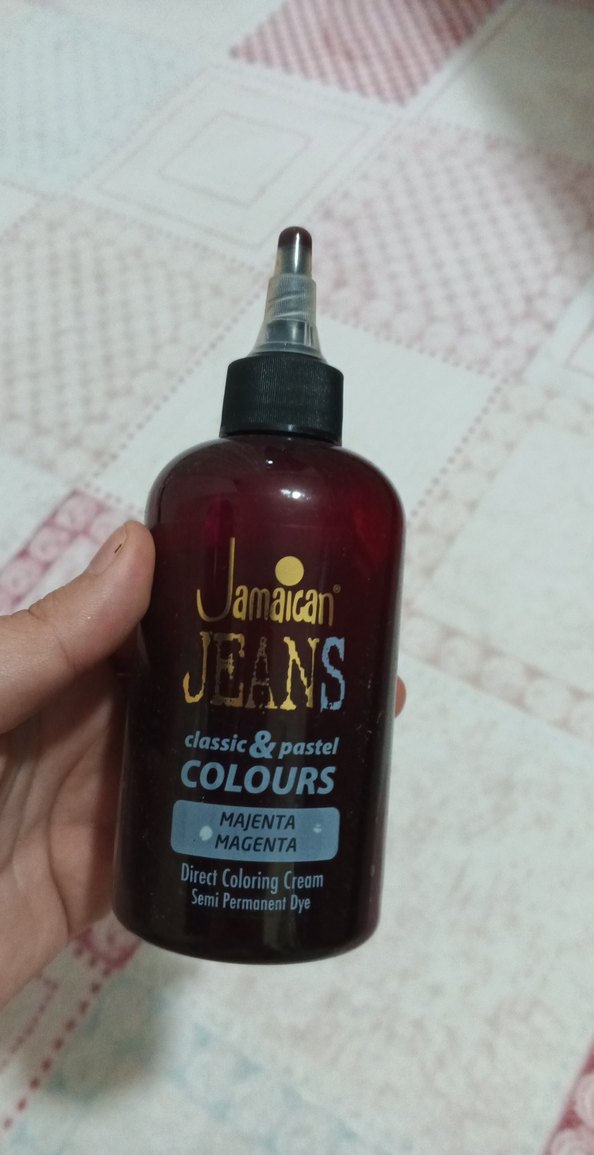 Jamaican®
JEANS
classic & pastel
COLOURS
MAJENTA
MAGENTA
Direct Coloring Cream
Semi Permanent Dye